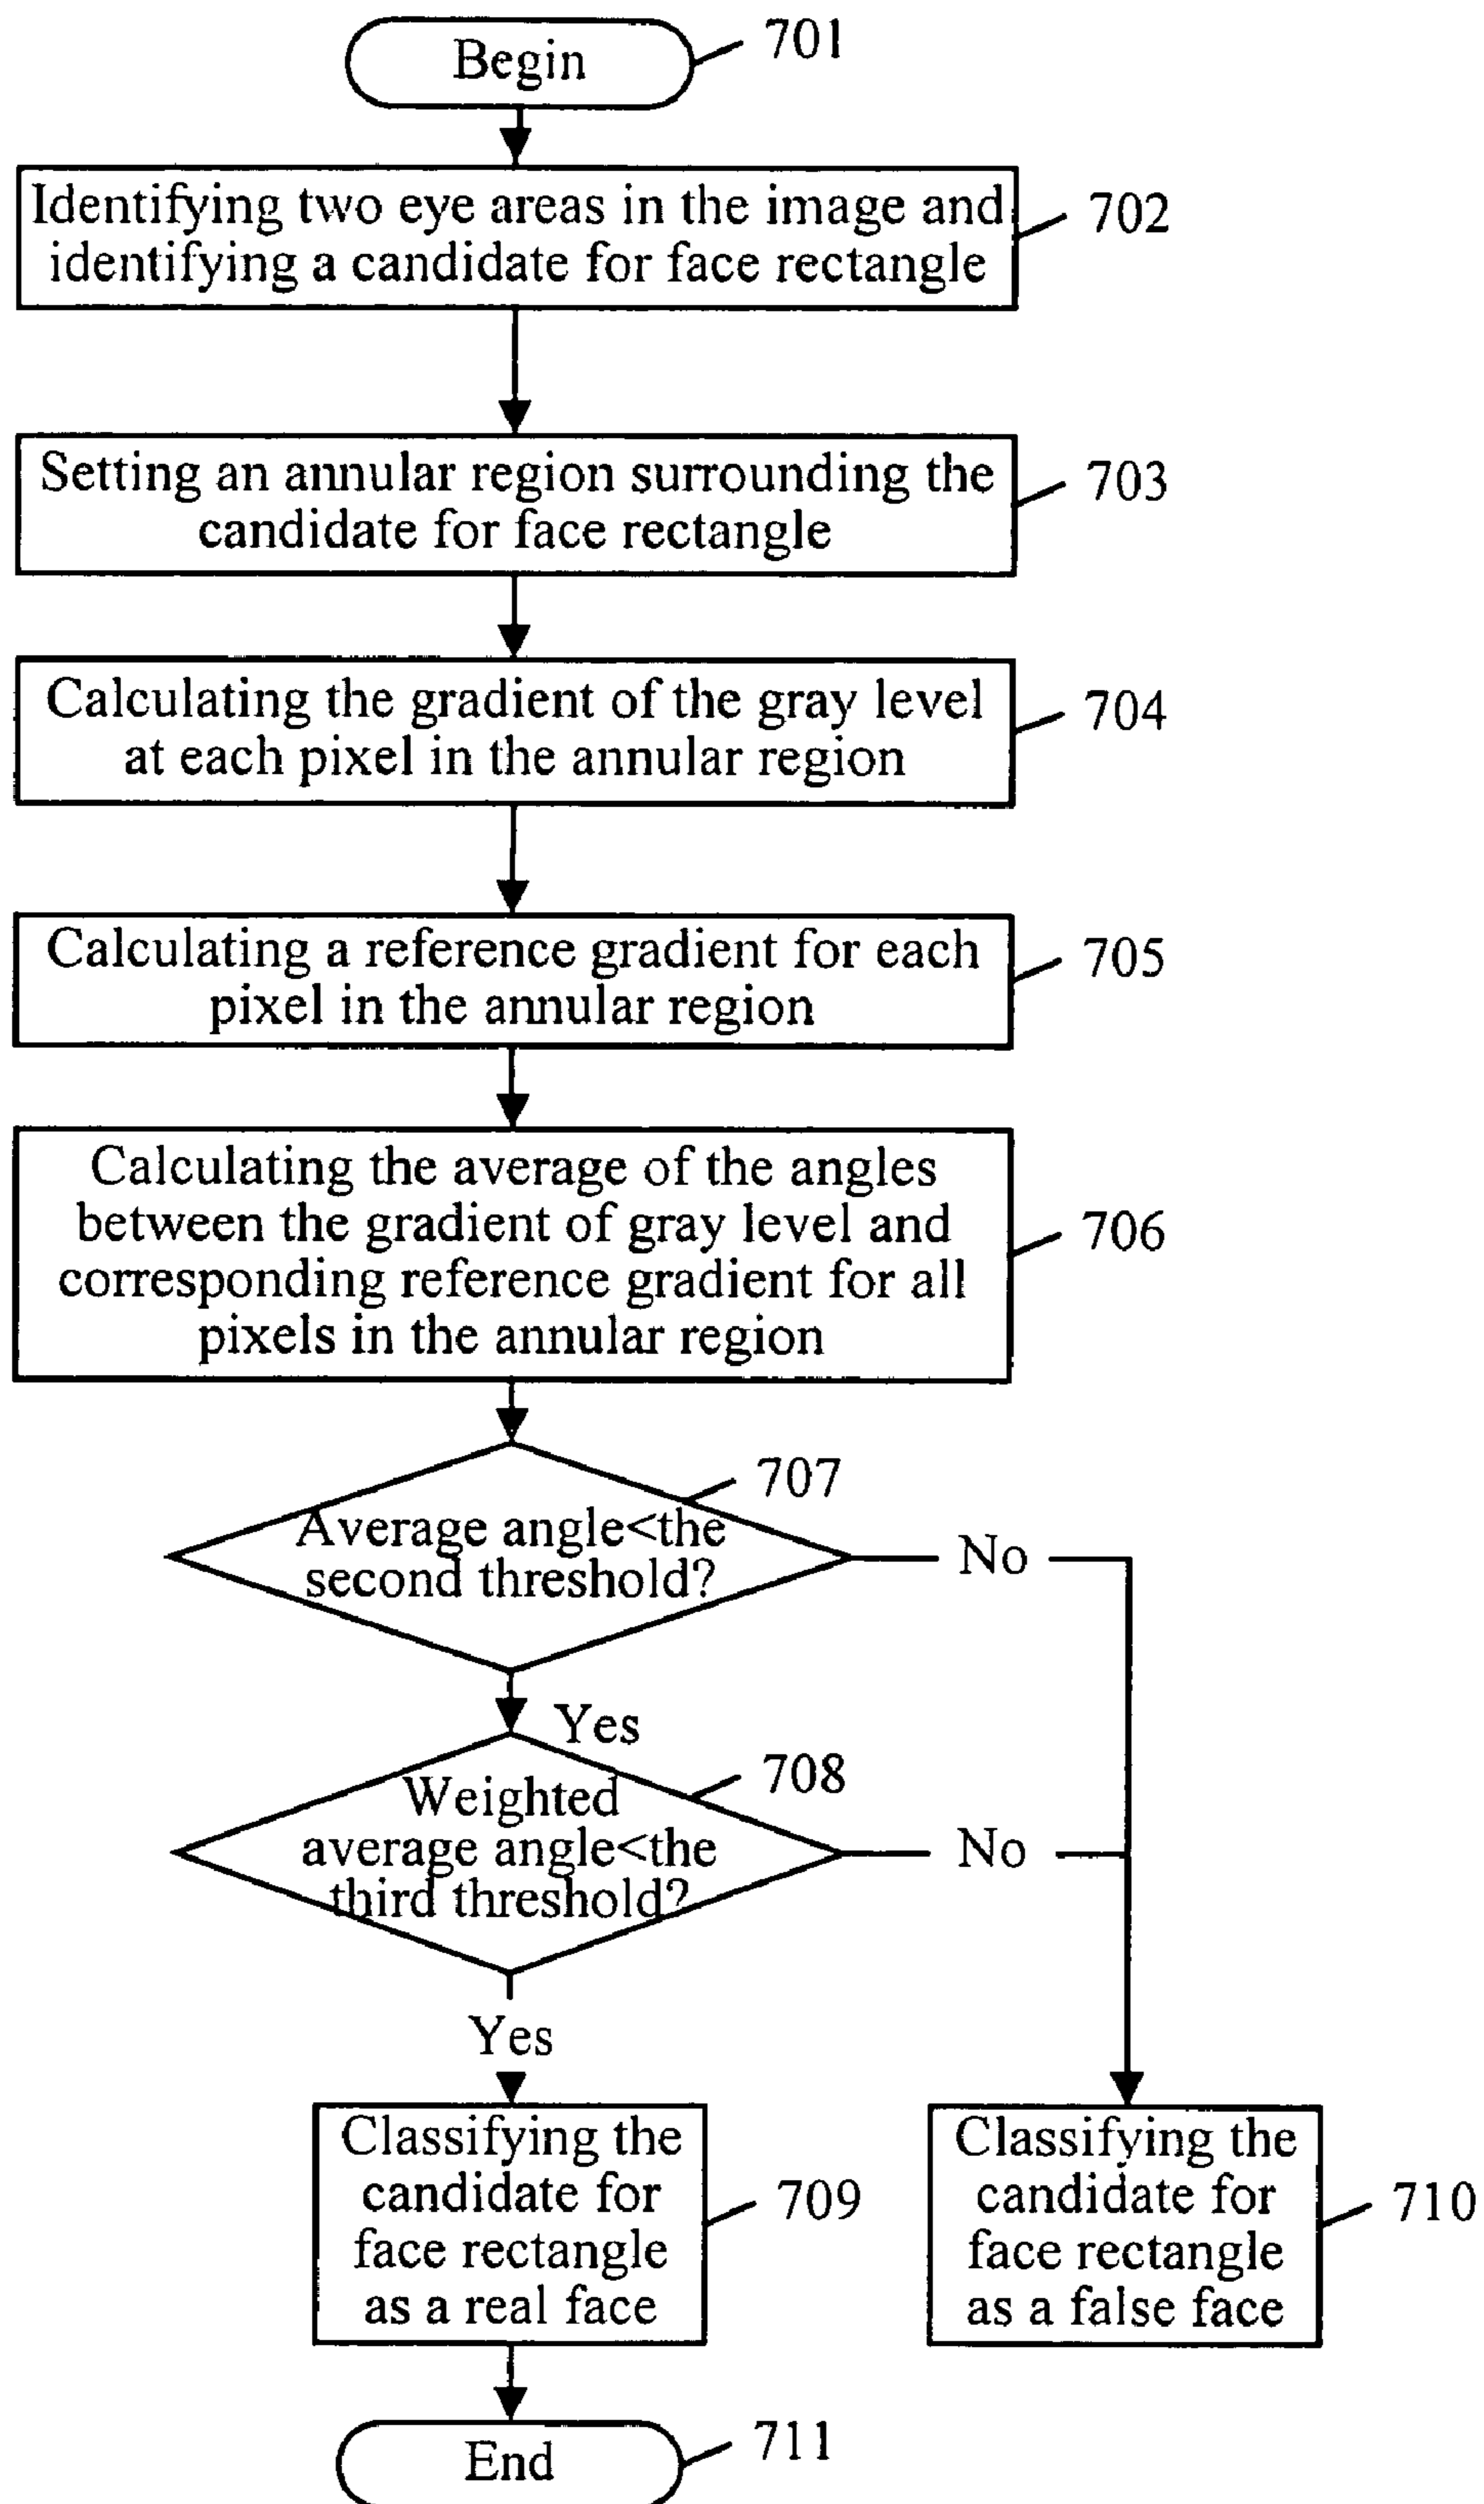 Begin
701
Identifying two eye areas in the image and
identifying a candidate for face rectangle
702
Setting an annular region surrounding the
candidate for face rectangle
703
Calculating the gradient of the gray level
at each pixel in the annular region
704
Calculating a reference gradient for each
pixel in the annular region
705
Calculating the average of the angles
between the gradient of gray level and
corresponding reference gradient for all
pixels in the annular region
706
707
Average angle<the
second threshold?
No
Yes
708
Weighted
average angle<the
third threshold?
No
Yes
Classifying the
candidate for
face rectangle
as a real face
709
Classifying the
candidate for
face rectangle
as a false face
710
End
711